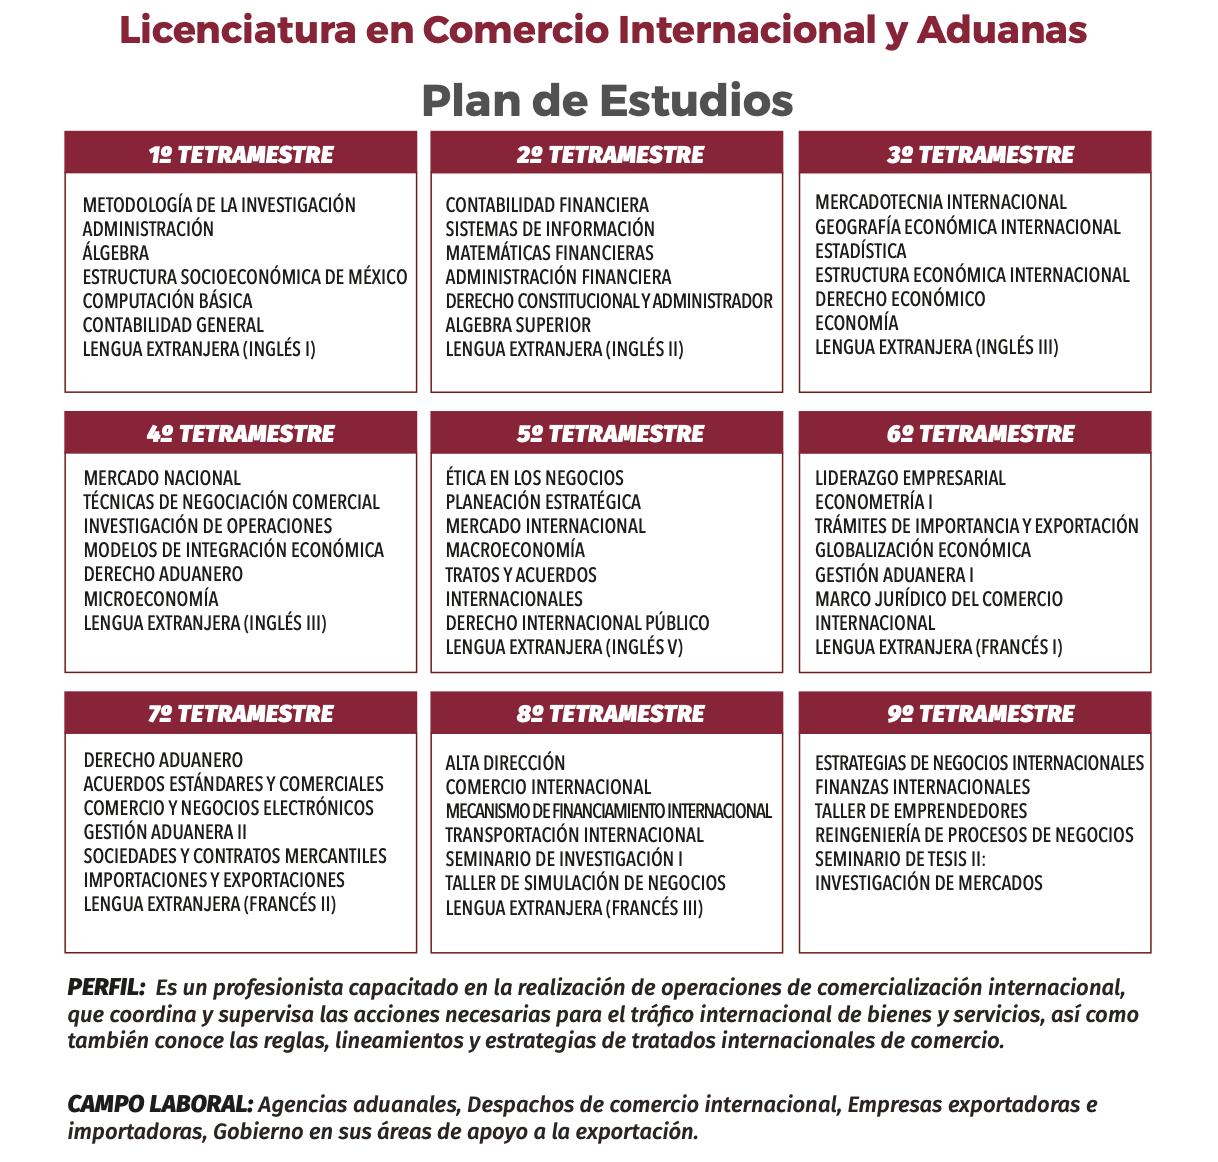 Licenciatura en Comercio Internacional y Aduanas
Plan de Estudios
1º TETRAMESTRE
METODOLOGÍA DE LA INVESTIGACIÓN
ADMINISTRACIÓN
ÁLGEBRA
ESTRUCTURA SOCIOECONÓMICA DE MÉXICO
COMPUTACIÓN BÁSICA
CONTABILIDAD GENERAL
LENGUA EXTRANJERA (INGLÉS I)
2º TETRAMESTRE
CONTABILIDAD FINANCIERA
SISTEMAS DE INFORMACIÓN
MATEMÁTICAS FINANCIERAS
ADMINISTRACIÓN FINANCIERA
DERECHO CONSTITUCIONAL Y ADMINISTRADOR
ALGEBRA SUPERIOR
LENGUA EXTRANJERA (INGLÉS II)
3º TETRAMESTRE
MERCADOTECNIA INTERNACIONAL
GEOGRAFÍA ECONÓMICA INTERNACIONAL
ESTADÍSTICA
ESTRUCTURA ECONÓMICA INTERNACIONAL
DERECHO ECONÓMICO
ECONOMÍA
LENGUA EXTRANJERA (INGLÉS III)
4º TETRAMESTRE
MERCADO NACIONAL
TÉCNICAS DE NEGOCIACIÓN COMERCIAL
INVESTIGACIÓN DE OPERACIONES
MODELOS DE INTEGRACIÓN ECONÓMICA
DERECHO ADUANERO
MICROECONOMÍA
LENGUA EXTRANJERA (INGLÉS III)
5º TETRAMESTRE
ÉTICA EN LOS NEGOCIOS
PLANEACIÓN ESTRATÉGICA
MERCADO INTERNACIONAL
MACROECONOMÍA
TRATOS Y ACUERDOS
INTERNACIONALES
DERECHO INTERNACIONAL PÚBLICO
LENGUA EXTRANJERA (INGLÉS V)
6º TETRAMESTRE
LIDERAZGO EMPRESARIAL
ECONOMETRÍA I
TRÁMITES DE IMPORTANCIA Y EXPORTACIÓN
GLOBALIZACIÓN ECONÓMICA
GESTIÓN ADUANERA I
MARCO JURÍDICO DEL COMERCIO
INTERNACIONAL
LENGUA EXTRANJERA (FRANCÉS I)
7º TETRAMESTRE
DERECHO ADUANERO
ACUERDOS ESTÁNDARES Y COMERCIALES
COMERCIO Y NEGOCIOS ELECTRÓNICOS
GESTIÓN ADUANERA II
SOCIEDADES Y CONTRATOS MERCANTILES
IMPORTACIONES Y EXPORTACIONES
LENGUA EXTRANJERA (FRANCÉS II)
8º TETRAMESTRE
ALTA DIRECCIÓN
COMERCIO INTERNACIONAL
MECANISMO DE FINANCIAMIENTO INTERNACIONAL
TRANSPORTACIÓN INTERNACIONAL
SEMINARIO DE INVESTIGACIÓN I
TALLER DE SIMULACIÓN DE NEGOCIOS
LENGUA EXTRANJERA (FRANCÉS III)
9º TETRAMESTRE
ESTRATEGIAS DE NEGOCIOS INTERNACIONALES
FINANZAS INTERNACIONALES
TALLER DE EMPRENDEDORES
REINGENIERÍA DE PROCESOS DE NEGOCIOS
SEMINARIO DE TESIS II:
INVESTIGACIÓN DE MERCADOS
PERFIL: Es un profesionista capacitado en la realización de operaciones de comercialización internacional,
que coordina y supervisa las acciones necesarias para el tráfico internacional de bienes y servicios, así como
también conoce las reglas, lineamientos y estrategias de tratados internacionales de comercio.
CAMPO LABORAL: Agencias aduanales, Despachos de comercio internacional, Empresas exportadoras e
importadoras, Gobierno en sus áreas de apoyo a la exportación.